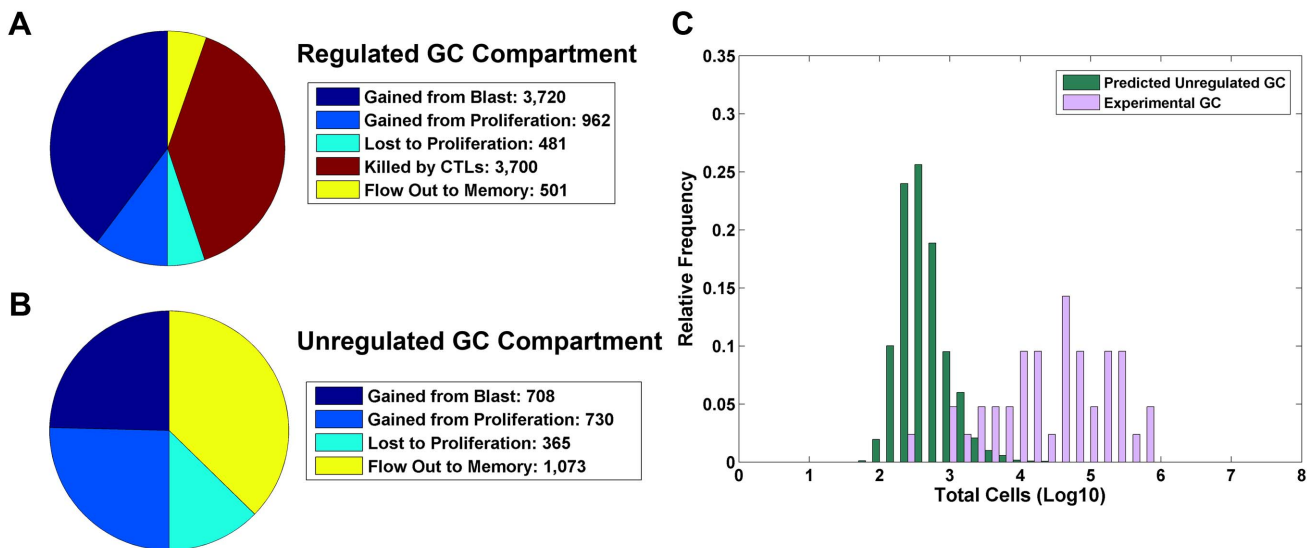 A
Regulated GC Compartment
Gained from Blast: 3,720
Gained from Proliferation: 962
Lost to Proliferation: 481
Killed by CTLs: 3,700
Flow Out to Memory: 501
B
Unregulated GC Compartment
Gained from Blast: 708
Gained from Proliferation: 730
Lost to Proliferation: 365
Flow Out to Memory: 1,073
C
Predicted Unregulated GC
Experimental GC
Relative Frequency
0.35
0.3
0.25
0.2
0.15
0.1
0.05
0
0 1 2 3 4 5 6 7 8
Total Cells (Log10)